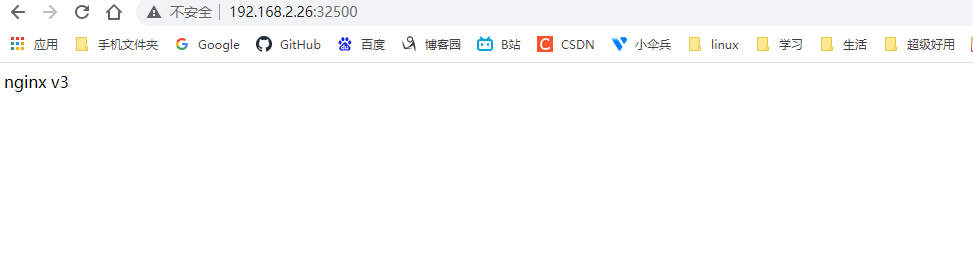 不安全 192.168.2.26:32500
应用 手机文件夹 Google GitHub 百度 博客园 B站 CSDN 小伞兵 linux 学习 生活 超级好用
nginx v3